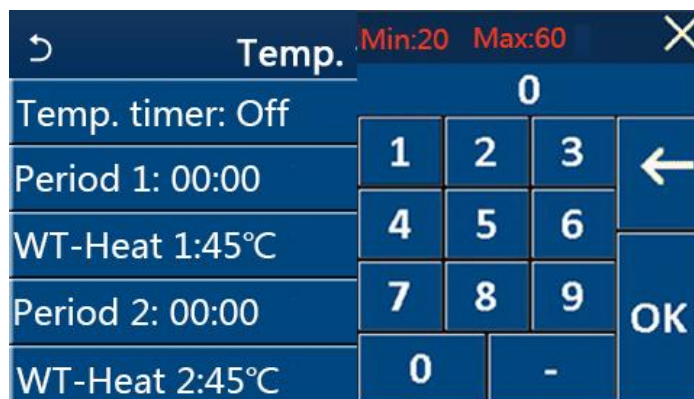 Temp.
Temp. timer: Off
Period 1: 00:00
WT-Heat 1:45℃
Period 2: 00:00
WT-Heat 2:45℃
Min:20 Max:60
0
1 2 3
4 5 6
7 8 9
OK
0 -